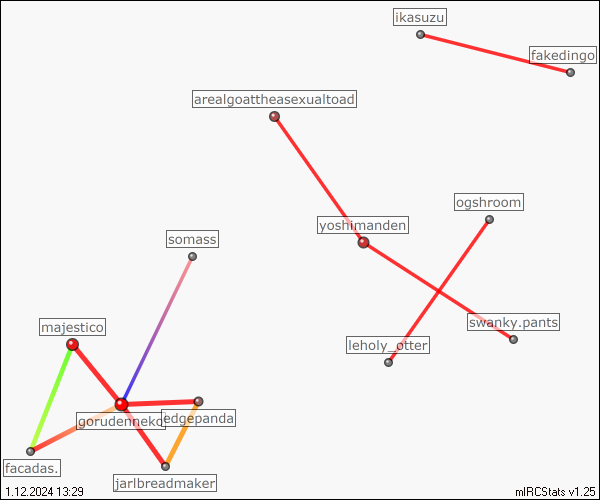 ikasuzu
fakedingo
arealgoattheasexualtoad
ogshroom
yoshimanden
somass
swanky.pants
majestico
leholy_otter
gorudenneko
edgepanda
facadas.
jarlbreadmaker
1.12.2024 13:29
mIRCStats v1.25